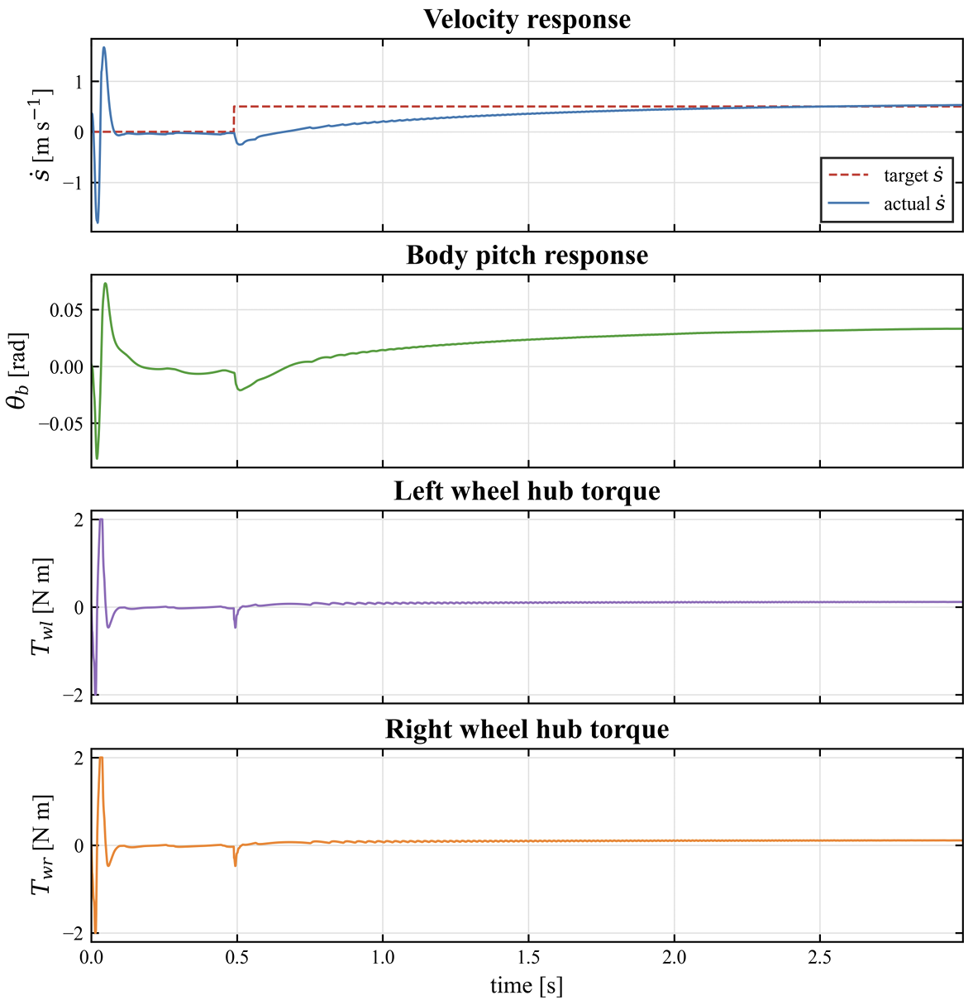 Velocity response
1
0
−1
ṡ [m s⁻¹]
target ṡ
actual ṡ
Body pitch response
0.05
0.00
−0.05
θ_b [rad]
Left wheel hub torque
2
0
−2
T_wl [N m]
Right wheel hub torque
2
0
−2
T_wr [N m]
0.0 0.5 1.0 1.5 2.0 2.5
time [s]